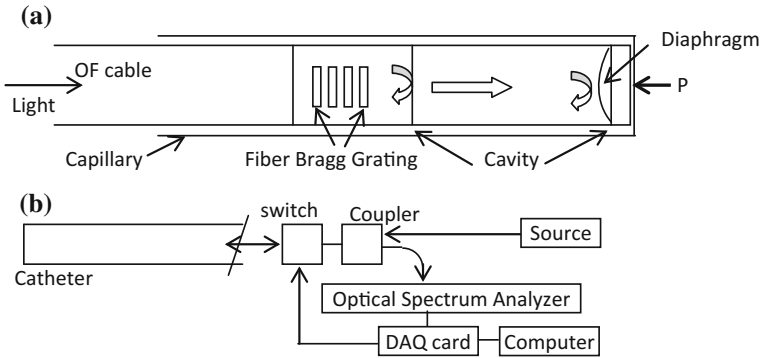 (a)
Diaphragm
OF cable
Light
P
Capillary
Fiber Bragg Grating
Cavity
(b)
switch
Coupler
Source
Catheter
Optical Spectrum Analyzer
DAQ card
Computer